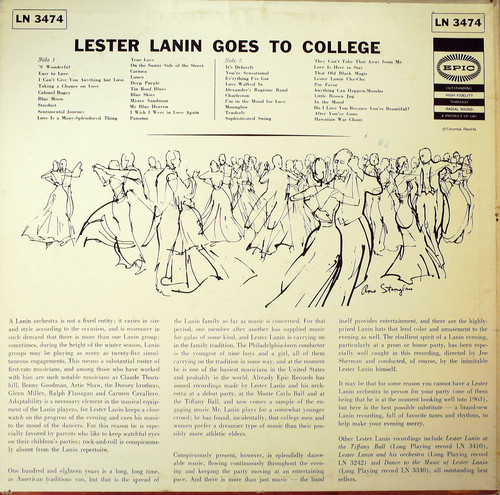 LN 3474
LN 3474
LESTER LANIN GOES TO COLLEGE
EPIC
OUTSTANDING
HIGH FIDELITY
RADIAL SOUND
A PRODUCT OF CBS
©Columbia Records
Side 1
'S Wonderful
Easy to Love
I Can't Give You Anything but Love
Taking a Chance on Love
Colonel Bogey
Blue Moon
Stardust
Sentimental Journey
Love Is a Many-Splendored Thing
True Love
On the Sunny Side of the Street
Carioca
Laura
Deep Purple
Tin Roof Blues
Blue Skies
Mister Sandman
My Blue Heaven
I Wish I Were in Love Again
Panama
Side 2
It's Delovely
You're Sensational
Ev'rything I've Got
Love Walked In
Alexander's Ragtime Band
Charleston
I'm in the Mood for Love
Moonglow
Tenderly
Sophisticated Swing
They Can't Take That Away from Me
Love Is Here to Stay
That Old Black Magic
Lester Lanin Cha-Cha
Por Favor
Anything Can Happen-Mambo
Little Brown Jug
In the Mood
Do I Love You Because You're Beautiful?
After You've Gone
Hawaiian War Chant
A Lanin orchestra is not a fixed entity; it varies in size
and style according to the occasion, and is moreover in
such demand that there is more than one Lanin group;
sometimes, during the height of the winter season, Lanin
groups may be playing as many as twenty-five simul-
taneous engagements. This means a substantial roster of
first-rate musicians, and among those who have worked
with him are such notable musicians as Claude Thorn-
hill, Benny Goodman, Artie Shaw, the Dorsey brothers,
Glenn Miller, Ralph Flanagan and Carmen Cavallero.
Adaptability is a necessary element in the musical equip-
ment of the Lanin players, for Lester Lanin keeps a close
watch on the progress of the evening and cues his music
to the mood of the dancers. For this reason he is espe-
cially favored by parents who like to keep watchful eyes
on their children's parties; rock-and-roll is conspicuous-
ly absent from the Lanin repertoire.
One hundred and eighteen years is a long, long time,
as American traditions run, but that is the spread of
the Lanin family as far as music is concerned. For that
period, one member after another has supplied music
for galas of some kind, and Lester Lanin is carrying on
in the family tradition. The Philadelphia-born conductor
is the youngest of nine boys and a girl, all of them
carrying on the tradition in some way, and at the moment
he is one of the busiest musicians in the United States
and probably in the world. Already Epic Records has
issued recorded music made by Lester Lanin and his orch-
estra at a debut party, at the Monte Carlo Ball and at
the Tiffany Ball, and now comes a sample of the en-
gaging music Mr. Lanin plays for a somewhat younger
crowd; he has found, incidentally, that college men and
women prefer a dreamier type of music than their pos-
sibly more athletic elders.
Conspicuously present, however, is splendidly dance-
able music, flowing continuously throughout the even-
ing and keeping the party moving at an entertaining
pace. And there is more than just music — the band
itself provides entertainment, and there are the highly-
prized Lanin hats that lend color and amusement to the
evening as well. The ebullient spirit of a Lanin evening,
particularly at a prom or house party, has been espe-
cially well caught in this recording, directed by Joe
Sherman and conducted, of course, by the inimitable
Lester Lanin himself.
It may be that for some reason you cannot have a Lester
Lanin orchestra in person for your party (one of them
being that he is at the moment looking well into 1963),
but here is the best possible substitute — a brand-new
Lanin recording, full of favorite tunes and rhythms, to
help make your evening merry.
Other Lester Lanin recordings include Lester Lanin at
the Tiffany Ball (Long Playing record LN 3410),
Lester Lanin and his orchestra (Long Playing record
LN 3242) and Dance to the Music of Lester Lanin
(Long Playing record LN 3340), all outstanding best
sellers.